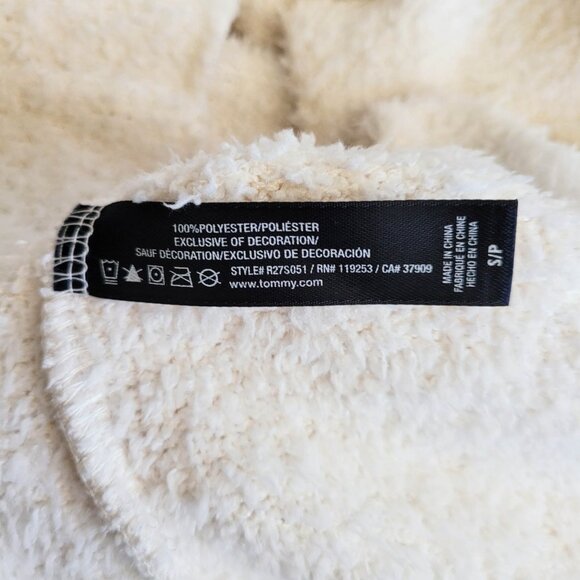 100%POLYESTER/POLIÉSTER
EXCLUSIVE OF DECORATION/
SAUF DÉCORATION/EXCLUSIVO DE DECORACIÓN
STYLE# R27S051 / RN# 119253 / CA# 37909
www.tommy.com
MADE IN CHINA
FABRIQUÉ EN CHINE
HECHO EN CHINA
S/P